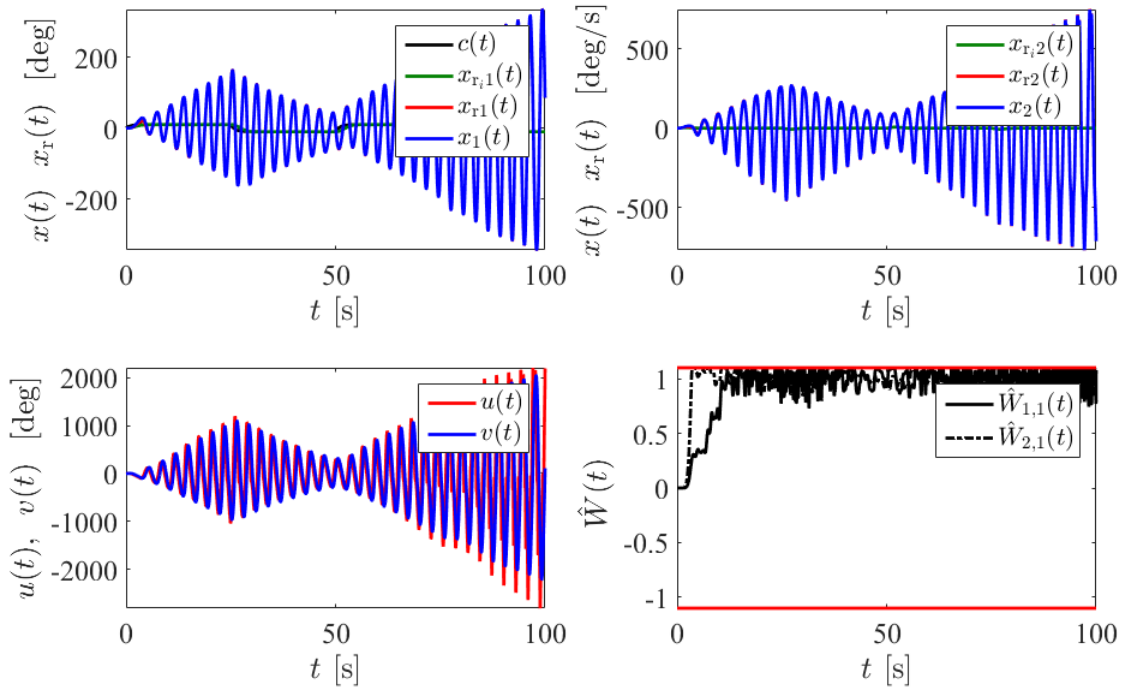 x(t) x_r(t) [deg]
200
0
-200
c(t)
x_{r_i1}(t)
x_{r1}(t)
x_1(t)
0 50 100
t [s]
x(t) x_r(t) [deg/s]
500
0
-500
x_{r_i2}(t)
x_{r2}(t)
x_2(t)
0 50 100
t [s]
u(t), v(t) [deg]
2000
1000
0
-1000
-2000
u(t)
v(t)
0 50 100
t [s]
Ŵ(t)
1
0.5
0
-0.5
-1
Ŵ_{1,1}(t)
Ŵ_{2,1}(t)
0 50 100
t [s]